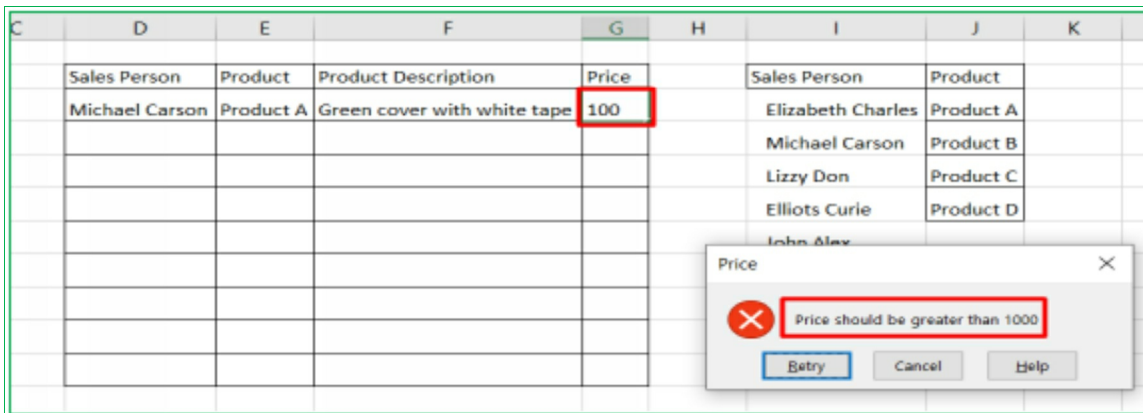 C D E F G H I J K
Sales Person Product Product Description Price Sales Person Product
Michael Carson Product A Green cover with white tape 100 Elizabeth Charles Product A
Michael Carson Product B
Lizzy Don Product C
Elliots Curie Product D
John Alex
Price
Price should be greater than 1000
Retry Cancel Help